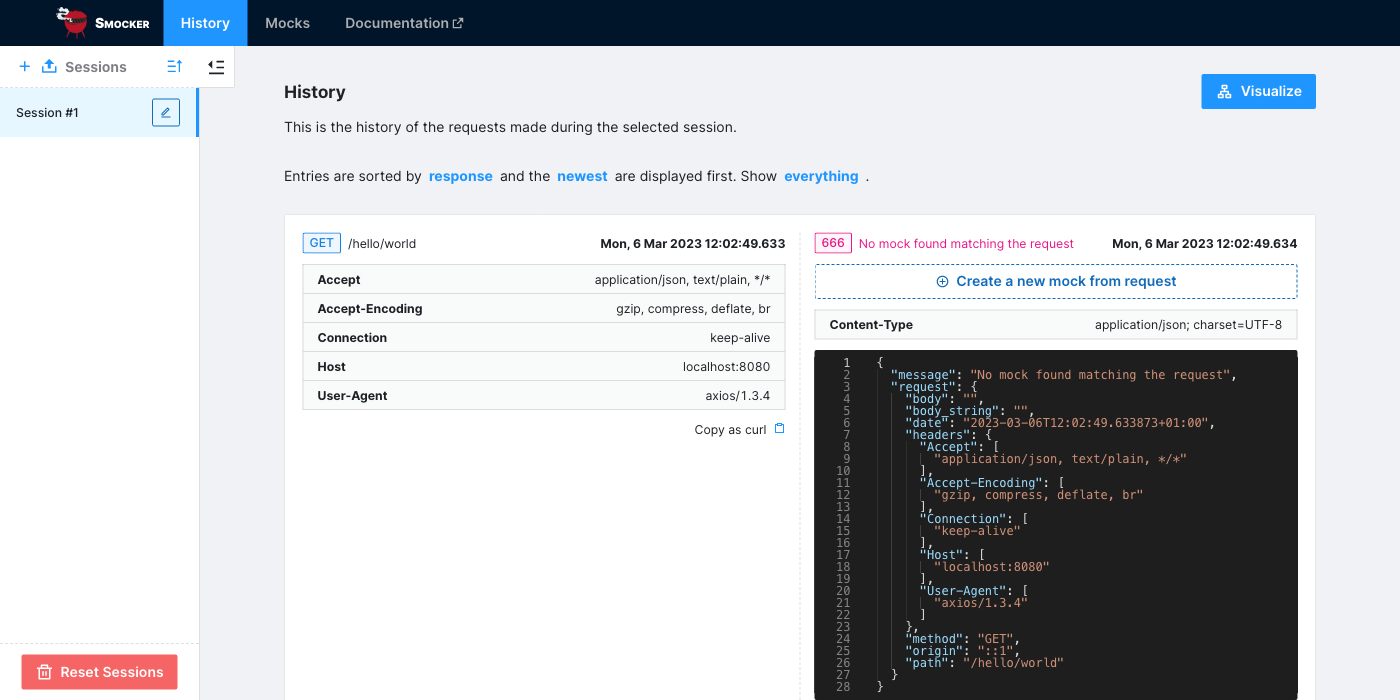 Smocker History Mocks Documentation
Sessions
Session #1
Reset Sessions
History
Visualize
This is the history of the requests made during the selected session.
Entries are sorted by response and the newest are displayed first. Show everything .
GET /hello/world Mon, 6 Mar 2023 12:02:49.633
Accept application/json, text/plain, */*
Accept-Encoding gzip, compress, deflate, br
Connection keep-alive
Host localhost:8080
User-Agent axios/1.3.4
Copy as curl
666 No mock found matching the request Mon, 6 Mar 2023 12:02:49.634
Create a new mock from request
Content-Type application/json; charset=UTF-8
1 {
2 "message": "No mock found matching the request",
3 "request": {
4 "body": "",
5 "body_string": "",
6 "date": "2023-03-06T12:02:49.633873+01:00",
7 "headers": {
8 "Accept": [
9 "application/json, text/plain, */*"
10 ],
11 "Accept-Encoding": [
12 "gzip, compress, deflate, br"
13 ],
14 "Connection": [
15 "keep-alive"
16 ],
17 "Host": [
18 "localhost:8080"
19 ],
20 "User-Agent": [
21 "axios/1.3.4"
22 ]
23 },
24 "method": "GET",
25 "origin": "::1",
26 "path": "/hello/world"
27 }
28 }